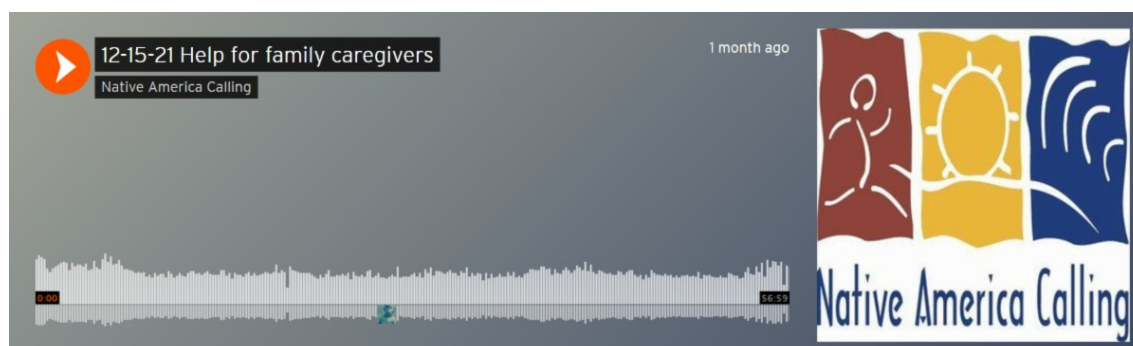 12-15-21 Help for family caregivers
Native America Calling
1 month ago
0:00
56:59
Native America Calling